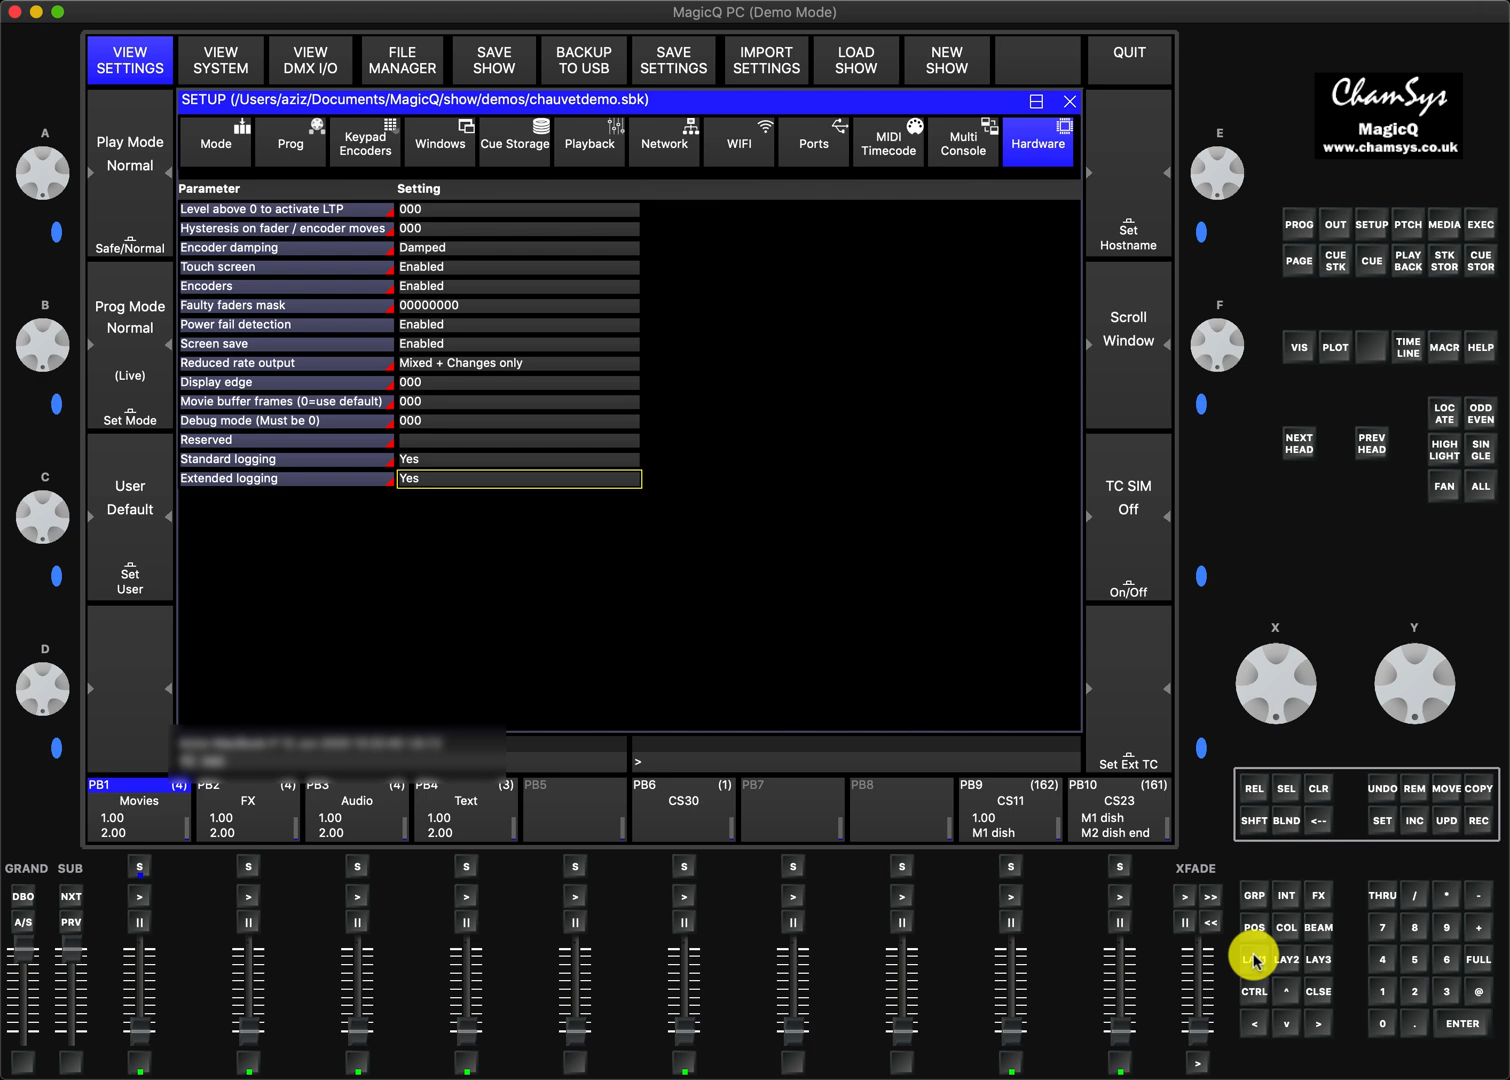 MagicQ PC (Demo Mode)
VIEW SETTINGS
VIEW SYSTEM
VIEW DMX I/O
FILE MANAGER
SAVE SHOW
BACKUP TO USB
SAVE SETTINGS
IMPORT SETTINGS
LOAD SHOW
NEW SHOW
QUIT
SETUP (/Users/aziz/Documents/MagicQ/show/demos/chauvetdemo.sbk)
Mode
Prog
Keypad Encoders
Windows
Cue Storage
Playback
Network
WIFI
Ports
MIDI Timecode
Multi Console
Hardware
Parameter Setting
Level above 0 to activate LTP 000
Hysteresis on fader / encoder moves 000
Encoder damping Damped
Touch screen Enabled
Encoders Enabled
Faulty faders mask 00000000
Power fail detection Enabled
Screen save Enabled
Reduced rate output Mixed + Changes only
Display edge 000
Movie buffer frames (0=use default) 000
Debug mode (Must be 0) 000
Reserved
Standard logging Yes
Extended logging Yes
>
A
B
C
D
Play Mode
Normal
Safe/Normal
Prog Mode
Normal
(Live)
Set Mode
User
Default
Set
User
Set
Hostname
Scroll
Window
TC SIM
Off
On/Off
Set Ext TC
E
F
ChamSys
MagicQ
www.chamsys.co.uk
PROG OUT SETUP PTCH MEDIA EXEC
PAGE CUE STK CUE PLAY BACK STK STOR CUE STOR
VIS PLOT TIME LINE MACR HELP
NEXT HEAD PREV HEAD
LOC ATE ODD EVEN
HIGH LIGHT SIN GLE
FAN ALL
X Y
REL SEL CLR UNDO REM MOVE COPY
SHFT BLND <-- SET INC UPD REC
PB1 (4) PB2 (4) PB3 (4) PB4 (3) PB5 PB6 (1) PB7 PB8 PB9 (162) PB10 (161)
Movies FX Audio Text CS30 CS11 CS23
1.00 1.00 1.00 1.00 1.00 M1 dish
2.00 2.00 2.00 2.00 M1 dish M2 dish end
GRAND SUB S S S S S S S S S S XFADE
DBO NXT > > > > > > > > > > > >>
A/S PRV II II II II II II II II II II II <<
>
GRP INT FX THRU / * -
POS COL BEAM 7 8 9 +
LAY1 LAY2 LAY3 4 5 6 FULL
CTRL ^ CLSE 1 2 3 @
< v > 0 . ENTER